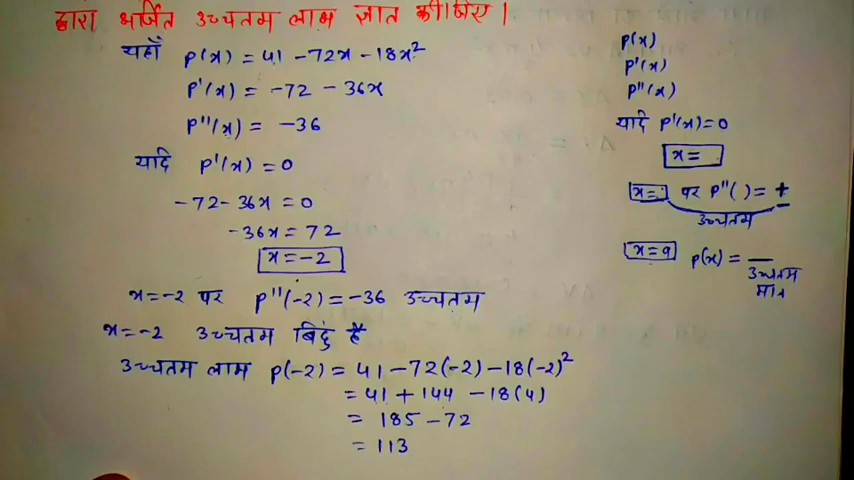 द्वारा अर्जित उच्चतम लाभ ज्ञात कीजिए।
यहाँ p(x) = 41 - 72x - 18x²
p'(x) = -72 - 36x
p''(x) = -36
यदि p'(x) = 0
-72 - 36x = 0
-36x = 72
x = -2
x = -2 पर p''(-2) = -36 उच्चतम
x = -2 उच्चतम बिंदु है
उच्चतम लाभ p(-2) = 41 - 72(-2) - 18(-2)²
= 41 + 144 - 18(4)
= 185 - 72
= 113
p(x)
p'(x)
p''(x)
यदि p'(x) = 0
x =
x = पर p''( ) = + -
उच्चतम
x = p(x) = __
उच्चतम
मान